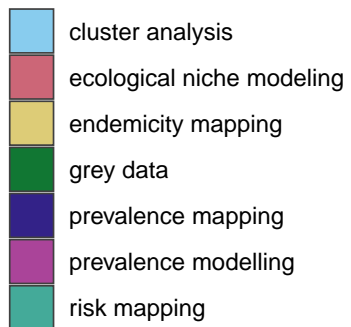 cluster analysis
ecological niche modeling
endemicity mapping
grey data
prevalence mapping
prevalence modelling
risk mapping